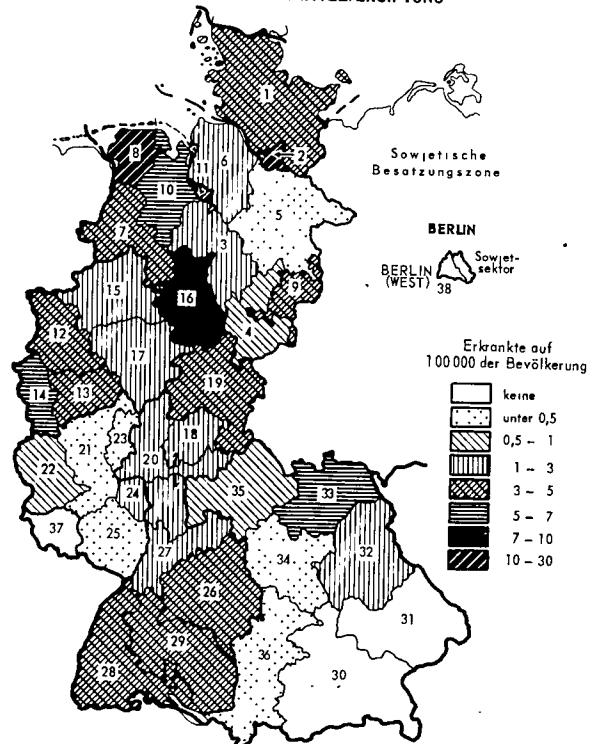 1
8
2
6
11
Sowjetische
Besatzungszone
10
5
7
3
BERLIN
Sowjet-
sektor
BERLIN
(WEST)
38
9
16
15
4
12
17
Erkrankte auf
100 000 der Bevölkerung
keine
unter 0,5
0,5 – 1
1 – 3
3 – 5
5 – 7
7 – 10
10 – 30
19
14
13
18
23
21
20
22
24
35
33
37
25
27
34
32
26
31
29
36
28
30